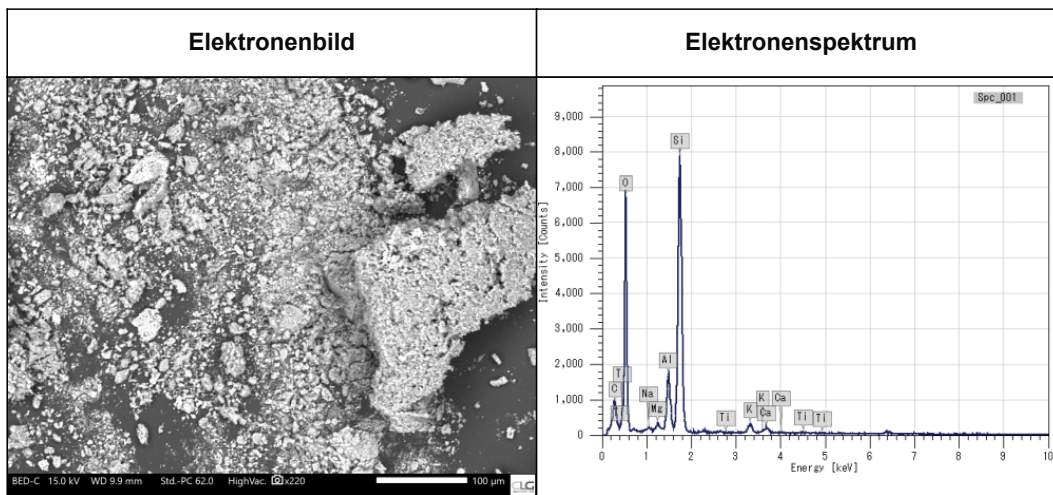 Elektronenbild
Elektronenspektrum
BED-C 15.0 kV WD 9.9 mm Std.-PC 62.0 HighVac. x220 100 μm
CLG
Spc_001
Intensity [Counts]
9,000
8,000
7,000
6,000
5,000
4,000
3,000
2,000
1,000
0
Si
O
Al
Ti
C
Na
Mg
Ti
K
K
Ca
Ca
Ti
Ti
0 1 2 3 4 5 6 7 8 9 10
Energy [keV]